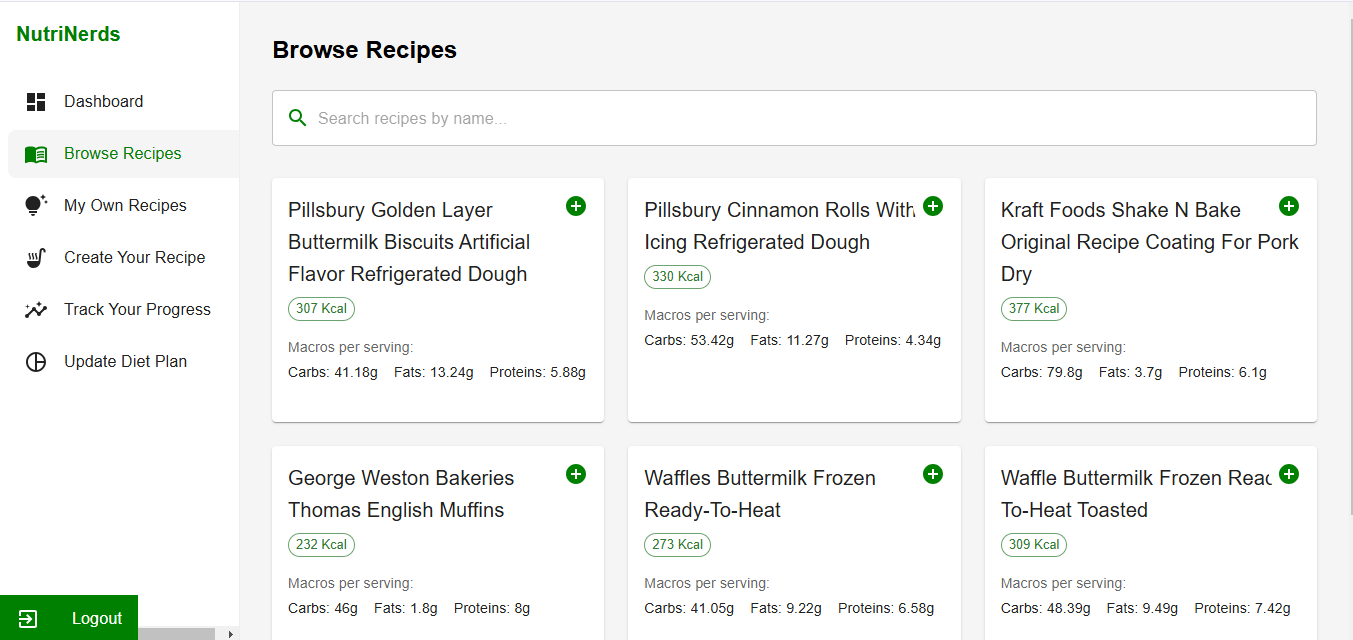 NutriNerds
Dashboard
Browse Recipes
My Own Recipes
Create Your Recipe
Track Your Progress
Update Diet Plan
Logout
Browse Recipes
Search recipes by name...
Pillsbury Golden Layer
Buttermilk Biscuits Artificial
Flavor Refrigerated Dough
307 Kcal
Macros per serving:
Carbs: 41.18g Fats: 13.24g Proteins: 5.88g
Pillsbury Cinnamon Rolls With
Icing Refrigerated Dough
330 Kcal
Macros per serving:
Carbs: 53.42g Fats: 11.27g Proteins: 4.34g
Kraft Foods Shake N Bake
Original Recipe Coating For Pork
Dry
377 Kcal
Macros per serving:
Carbs: 79.8g Fats: 3.7g Proteins: 6.1g
George Weston Bakeries
Thomas English Muffins
232 Kcal
Macros per serving:
Carbs: 46g Fats: 1.8g Proteins: 8g
Waffles Buttermilk Frozen
Ready-To-Heat
273 Kcal
Macros per serving:
Carbs: 41.05g Fats: 9.22g Proteins: 6.58g
Waffle Buttermilk Frozen
To-Heat Toasted
309 Kcal
Macros per serving:
Carbs: 48.39g Fats: 9.49g Proteins: 7.42g